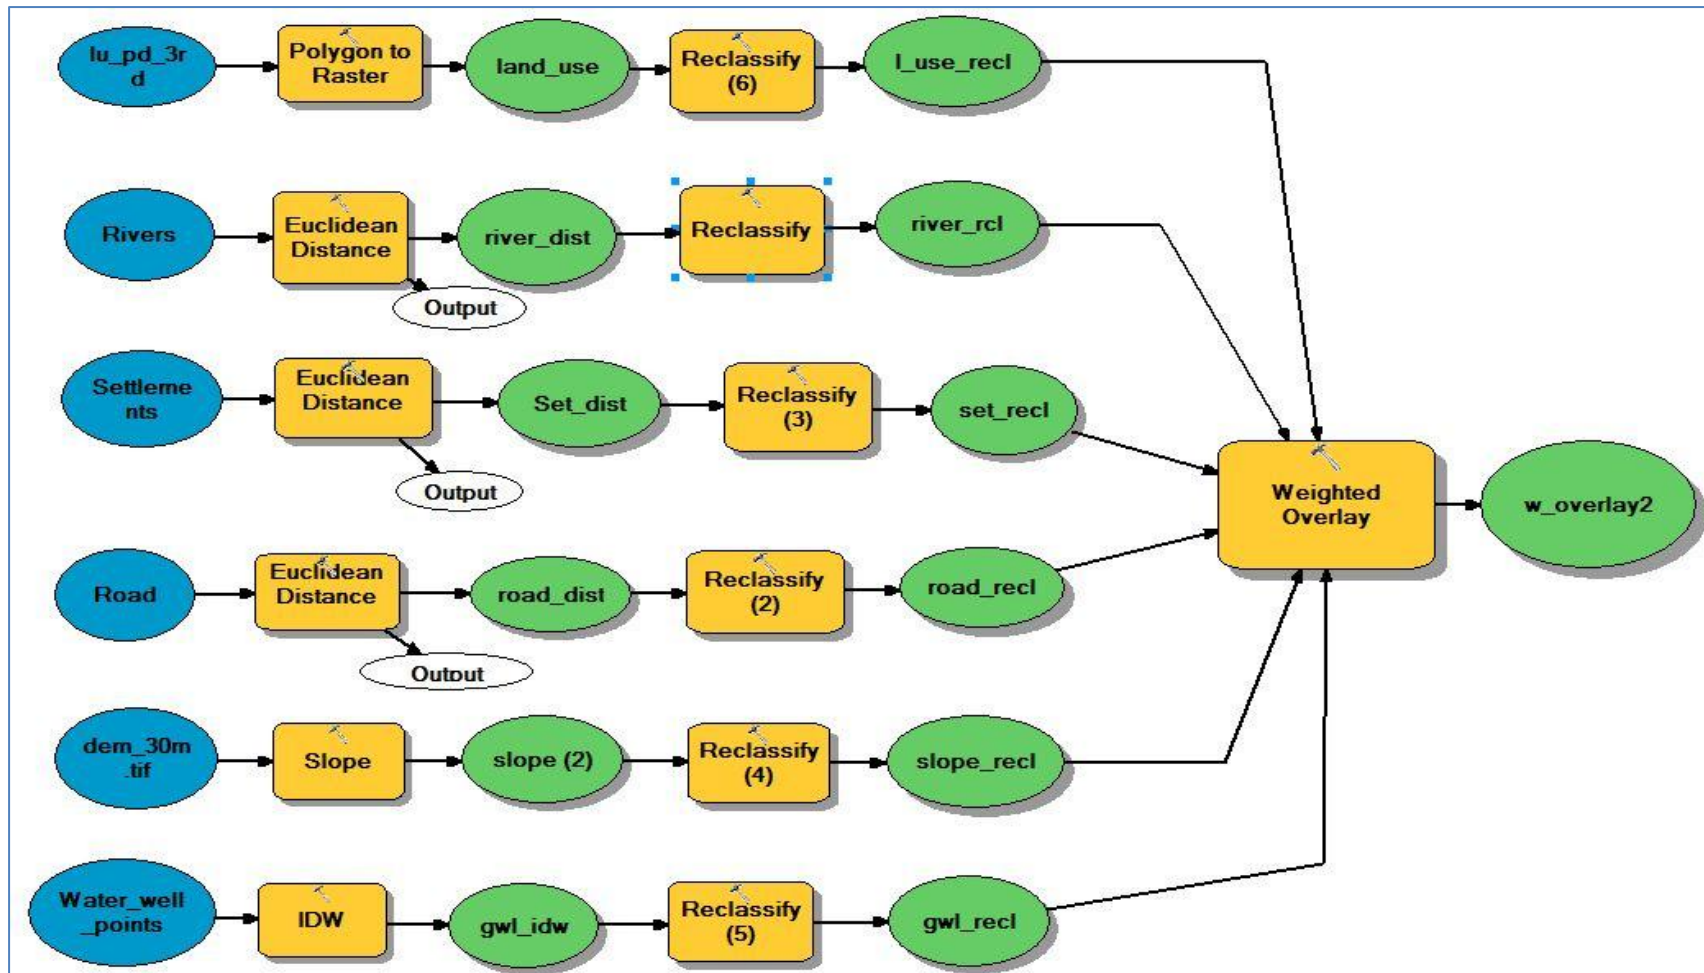 lu_pd_3r
d
Polygon to
Raster
land_use
Reclassify
(6)
l_use_recl
Rivers
Euclidean
Distance
river_dist
Reclassify
river_rcl
Output
Settleme
nts
Euclidean
Distance
Set_dist
Reclassify
(3)
set_recl
Output
Weighted
Overlay
w_overlay2
Road
Euclidean
Distance
road_dist
Reclassify
(2)
road_recl
Output
dem_30m
.tif
Slope
slope (2)
Reclassify
(4)
slope_recl
Water_well
_points
IDW
gwl_idw
Reclassify
(5)
gwl_recl